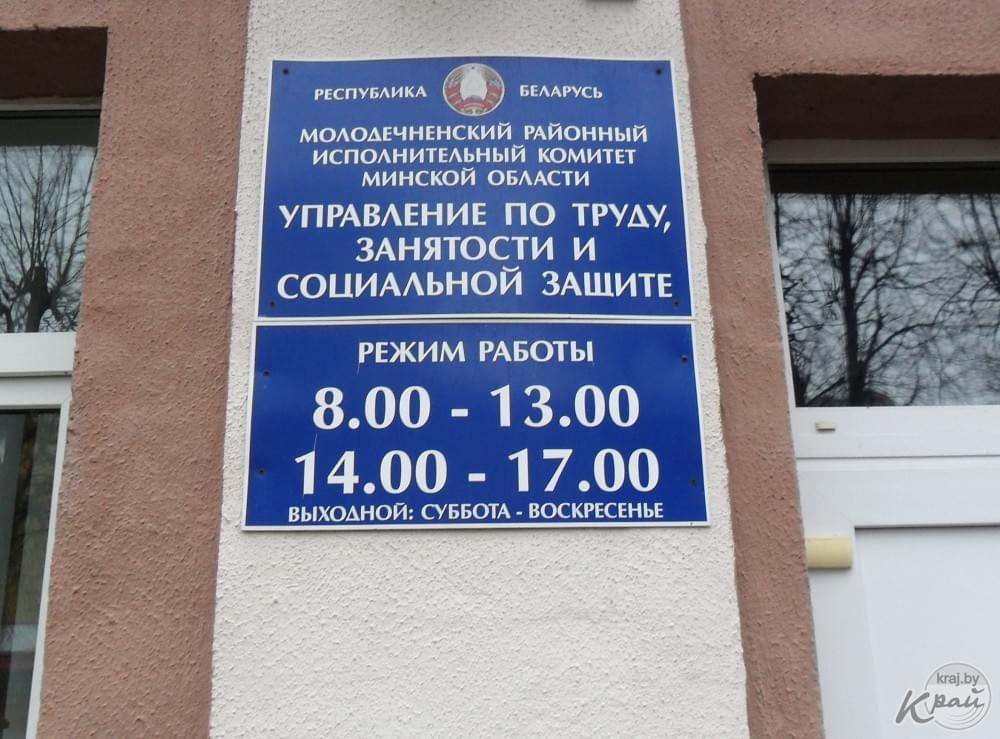 РЕСПУБЛИКА БЕЛАРУСЬ
МОЛОДЕЧНЕНСКИЙ РАЙОННЫЙ
ИСПОЛНИТЕЛЬНЫЙ КОМИТЕТ
МИНСКОЙ ОБЛАСТИ
УПРАВЛЕНИЕ ПО ТРУДУ,
ЗАНЯТОСТИ И
СОЦИАЛЬНОЙ ЗАЩИТЕ
РЕЖИМ РАБОТЫ
8.00 - 13.00
14.00 - 17.00
ВЫХОДНОЙ: СУББОТА - ВОСКРЕСЕНЬЕ
kraj.by
Край